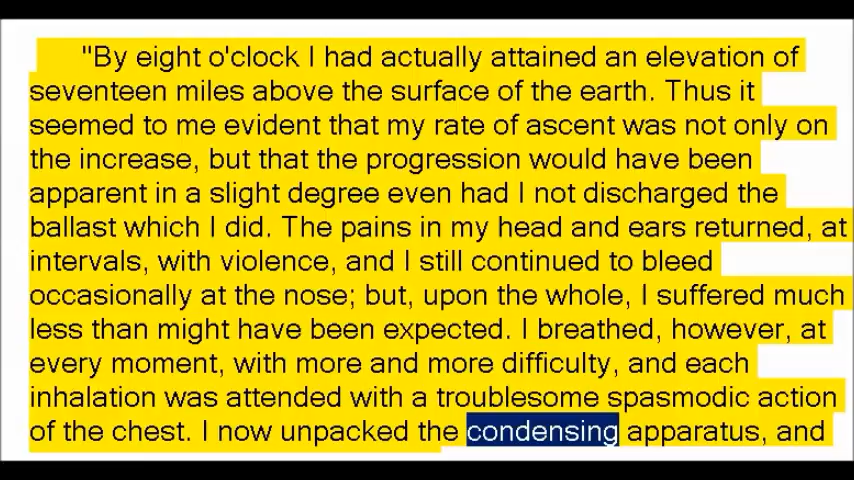 "By eight o'clock I had actually attained an elevation of
seventeen miles above the surface of the earth. Thus it
seemed to me evident that my rate of ascent was not only on
the increase, but that the progression would have been
apparent in a slight degree even had I not discharged the
ballast which I did. The pains in my head and ears returned, at
intervals, with violence, and I still continued to bleed
occasionally at the nose; but, upon the whole, I suffered much
less than might have been expected. I breathed, however, at
every moment, with more and more difficulty, and each
inhalation was attended with a troublesome spasmodic action
of the chest. I now unpacked the condensing apparatus, and